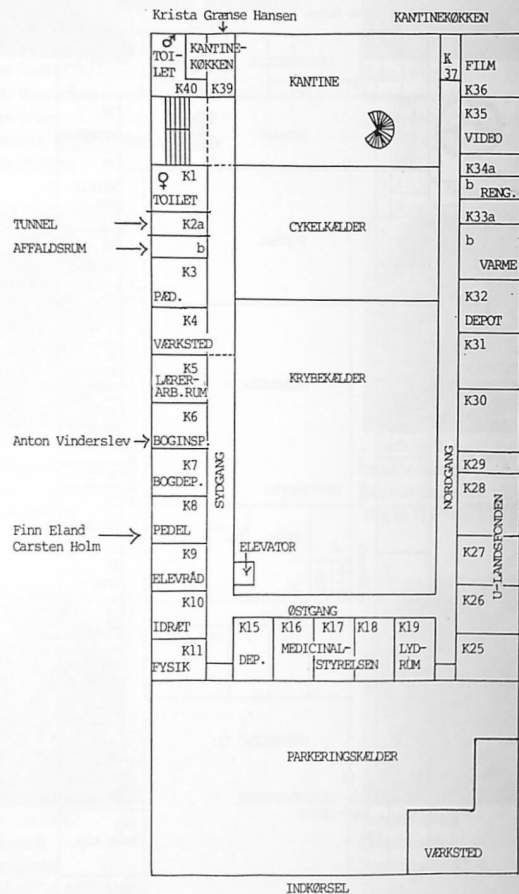 Krista Grænse Hansen
KANTINEKØKKEN
♂
TOI-
LET
K40
KANTINE-
KØKKEN
K39
KANTINE
K
37
FILM
K36
K35
VIDEO
K34a
b
RENG.
K33a
b
VARME
K32
DEPOT
K31
K30
K29
K28
K27
K26
K25
U-LANDSFONDEN
NORDGANG
♀
K1
TOILET
TUNNEL
K2a
AFFALDSRUM
b
K3
PÆD.
K4
VÆRKSTED
K5
LÆRER-
ARB.RUM
K6
Anton Vinderslev
BOGINSP.
K7
BOGDEP.
K8
Finn Eland
Carsten Holm
PEDEL
K9
ELEVRÅD
K10
IDRÆT
K11
FYSIK
SYDGANG
CYKELKÆLDER
KRYBEKÆLDER
ELEVATOR
ØSTGANG
K15
DEP.
K16 K17 K18
MEDICINAL-
STYRELSEN
K19
LYD-
RUM
PARKERINGSKÆLDER
VÆRKSTED
INDKØRSEL